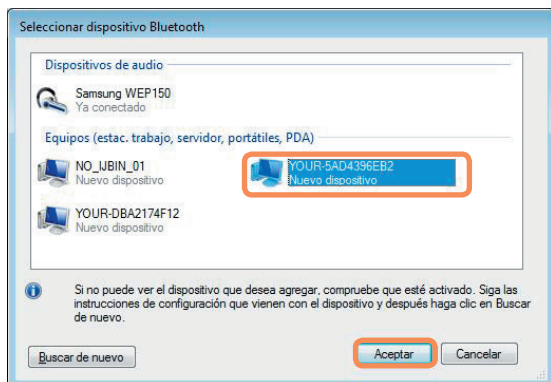 Seleccionar dispositivo Bluetooth
Dispositivos de audio
Samsung WEP150
Ya conectado
Equipos (estac. trabajo, servidor, portátiles, PDA)
NO_IJBIN_01
Nuevo dispositivo
YOUR-5AD4396EB2
Nuevo dispositivo
YOUR-DBA2174F12
Nuevo dispositivo
Si no puede ver el dispositivo que desea agregar, compruebe que esté activado. Siga las
instrucciones de configuración que vienen con el dispositivo y después haga clic en Buscar
de nuevo.
Buscar de nuevo
Aceptar
Cancelar